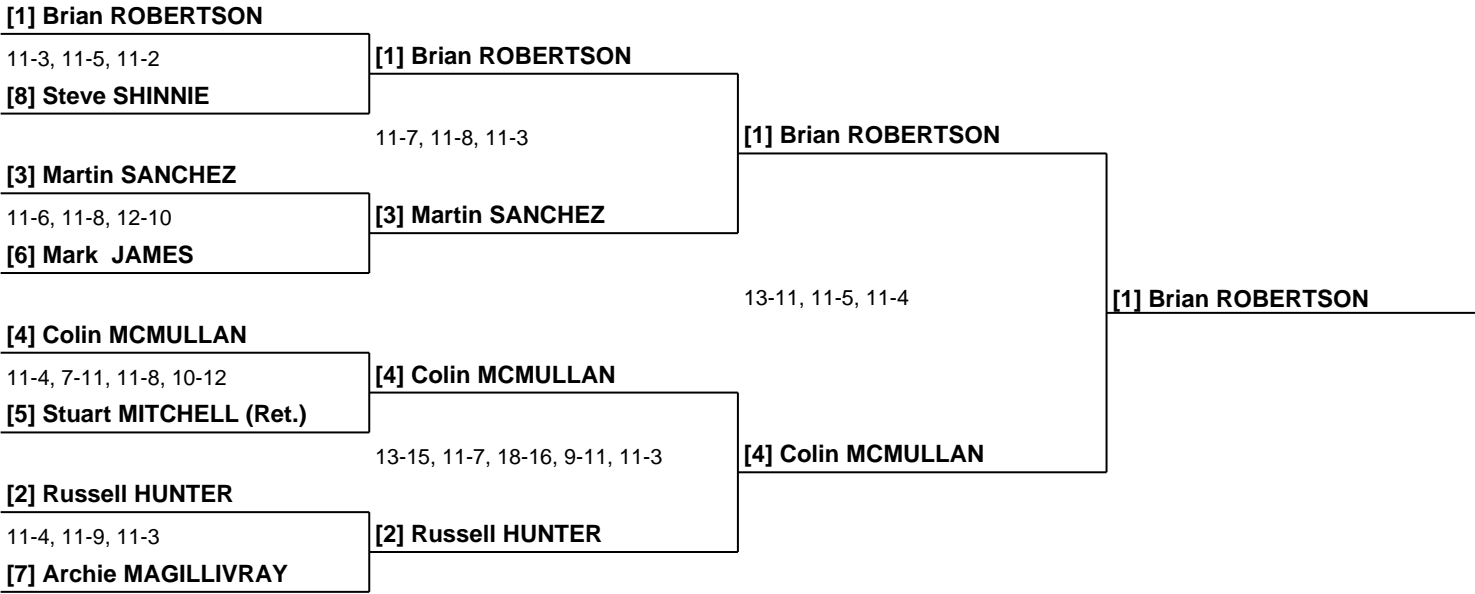 [1] Brian ROBERTSON
11-3, 11-5, 11-2
[1] Brian ROBERTSON
[8] Steve SHINNIE
11-7, 11-8, 11-3
[1] Brian ROBERTSON
[3] Martin SANCHEZ
11-6, 11-8, 12-10
[3] Martin SANCHEZ
[6] Mark  JAMES
13-11, 11-5, 11-4
[1] Brian ROBERTSON
[4] Colin MCMULLAN
11-4, 7-11, 11-8, 10-12
[4] Colin MCMULLAN
[5] Stuart MITCHELL (Ret.)
13-15, 11-7, 18-16, 9-11, 11-3
[4] Colin MCMULLAN
[2] Russell HUNTER
11-4, 11-9, 11-3
[2] Russell HUNTER
[7] Archie MAGILLIVRAY